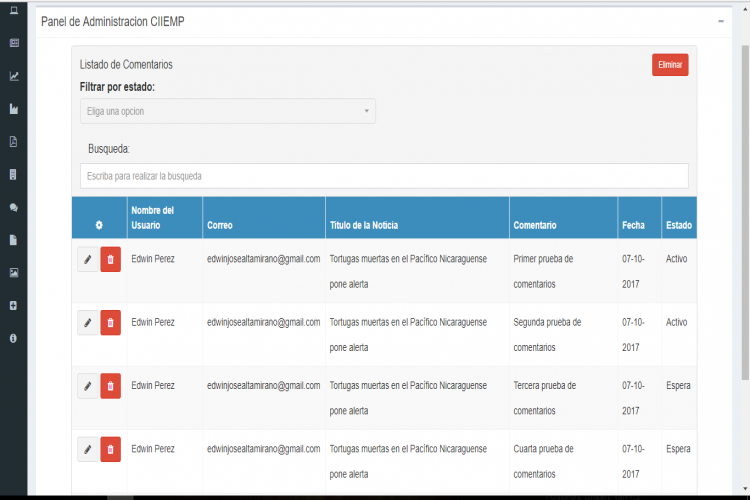 Panel de Administracion CIIEMP
Listado de Comentarios
Eliminar
Filtrar por estado:
Eliga una opcion
Busqueda:
Escriba para realizar la busqueda
Nombre del
Usuario Correo Titulo de la Noticia Comentario Fecha Estado
Edwin Perez edwinjosealtamirano@gmail.com Tortugas muertas en el Pacífico Nicaraguense Primer prueba de 07-10- Activo
pone alerta comentarios 2017
Edwin Perez edwinjosealtamirano@gmail.com Tortugas muertas en el Pacífico Nicaraguense Segunda prueba de 07-10- Activo
pone alerta comentarios 2017
Edwin Perez edwinjosealtamirano@gmail.com Tortugas muertas en el Pacífico Nicaraguense Tercera prueba de 07-10- Espera
pone alerta comentarios 2017
Edwin Perez edwinjosealtamirano@gmail.com Tortugas muertas en el Pacífico Nicaraguense Cuarta prueba de 07-10- Espera
pone alerta comentarios 2017